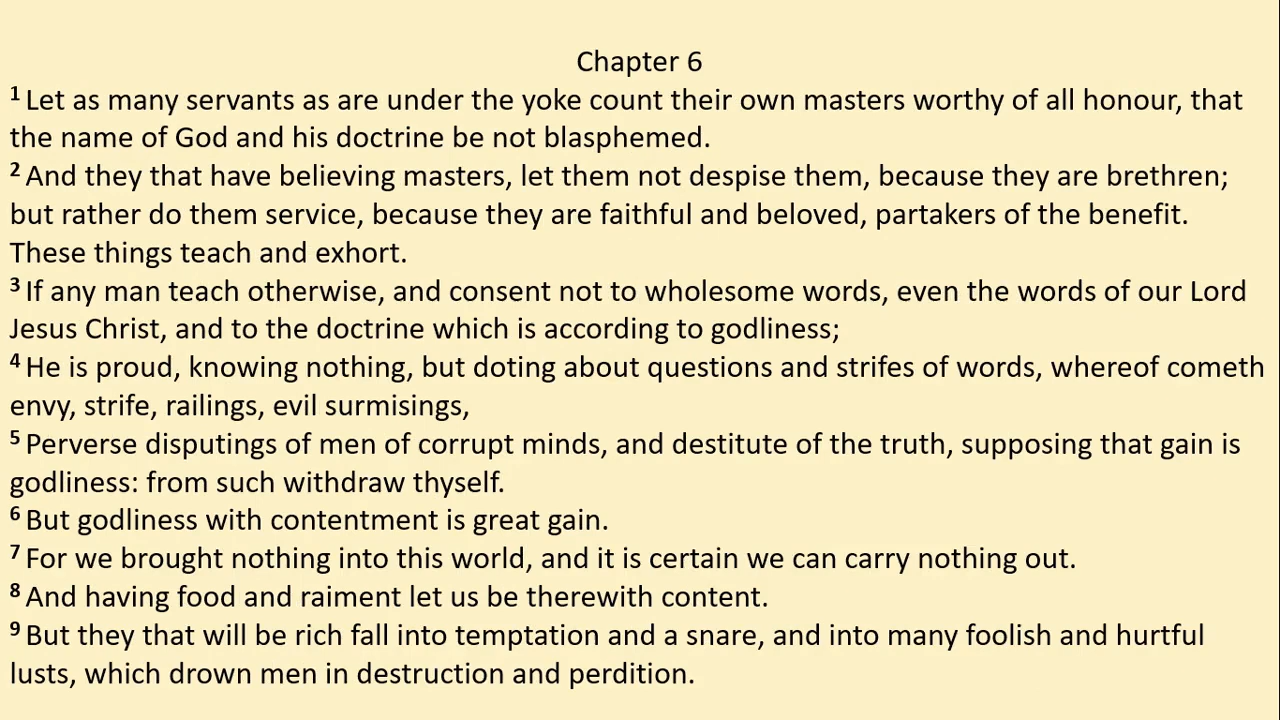 Chapter 6
1 Let as many servants as are under the yoke count their own masters worthy of all honour, that
the name of God and his doctrine be not blasphemed.
2 And they that have believing masters, let them not despise them, because they are brethren;
but rather do them service, because they are faithful and beloved, partakers of the benefit.
These things teach and exhort.
3 If any man teach otherwise, and consent not to wholesome words, even the words of our Lord
Jesus Christ, and to the doctrine which is according to godliness;
4 He is proud, knowing nothing, but doting about questions and strifes of words, whereof cometh
envy, strife, railings, evil surmisings,
5 Perverse disputings of men of corrupt minds, and destitute of the truth, supposing that gain is
godliness: from such withdraw thyself.
6 But godliness with contentment is great gain.
7 For we brought nothing into this world, and it is certain we can carry nothing out.
8 And having food and raiment let us be therewith content.
9 But they that will be rich fall into temptation and a snare, and into many foolish and hurtful
lusts, which drown men in destruction and perdition.